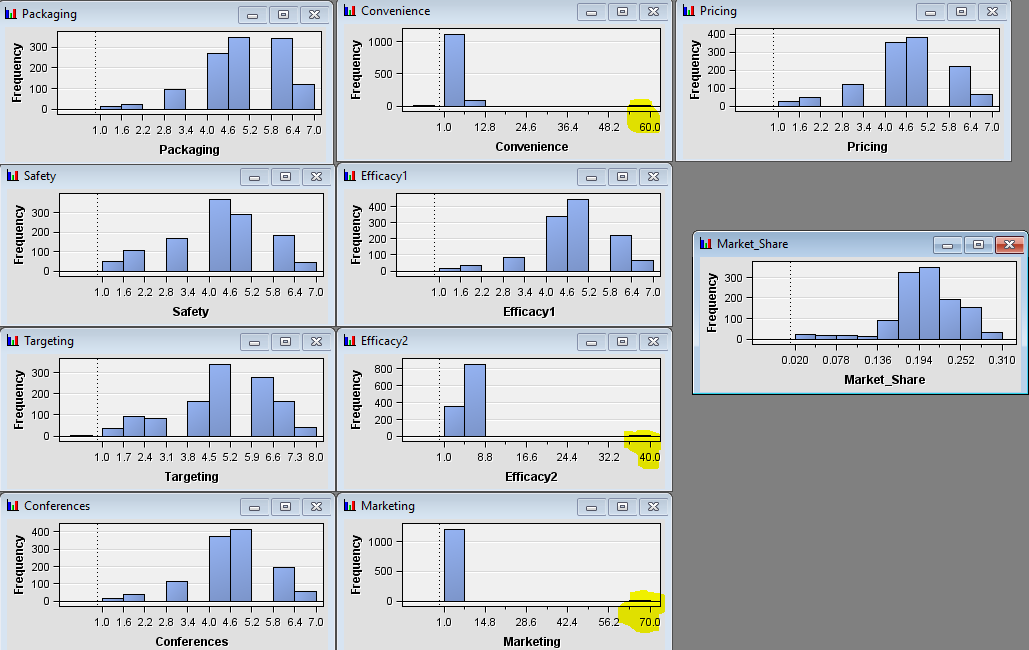 Packaging
Frequency
300
200
100
0
1.0 1.6 2.2 2.8 3.4 4.0 4.6 5.2 5.8 6.4 7.0
Packaging
Convenience
Frequency
1000
500
0
1.0 12.8 24.6 36.4 48.2 60.0
Convenience
Pricing
Frequency
400
300
200
100
0
1.0 1.6 2.2 2.8 3.4 4.0 4.6 5.2 5.8 6.4 7.0
Pricing
Safety
Frequency
300
200
100
0
1.0 1.6 2.2 2.8 3.4 4.0 4.6 5.2 5.8 6.4 7.0
Safety
Efficacy1
Frequency
400
300
200
100
0
1.0 1.6 2.2 2.8 3.4 4.0 4.6 5.2 5.8 6.4 7.0
Efficacy1
Market_Share
Frequency
300
200
100
0
0.020 0.078 0.136 0.194 0.252 0.310
Market_Share
Targeting
Frequency
300
200
100
0
1.0 1.7 2.4 3.1 3.8 4.5 5.2 5.9 6.6 7.3 8.0
Targeting
Efficacy2
Frequency
800
600
400
200
0
1.0 8.8 16.6 24.4 32.2 40.0
Efficacy2
Conferences
Frequency
400
300
200
100
0
1.0 1.6 2.2 2.8 3.4 4.0 4.6 5.2 5.8 6.4 7.0
Conferences
Marketing
Frequency
1000
500
0
1.0 14.8 28.6 42.4 56.2 70.0
Marketing